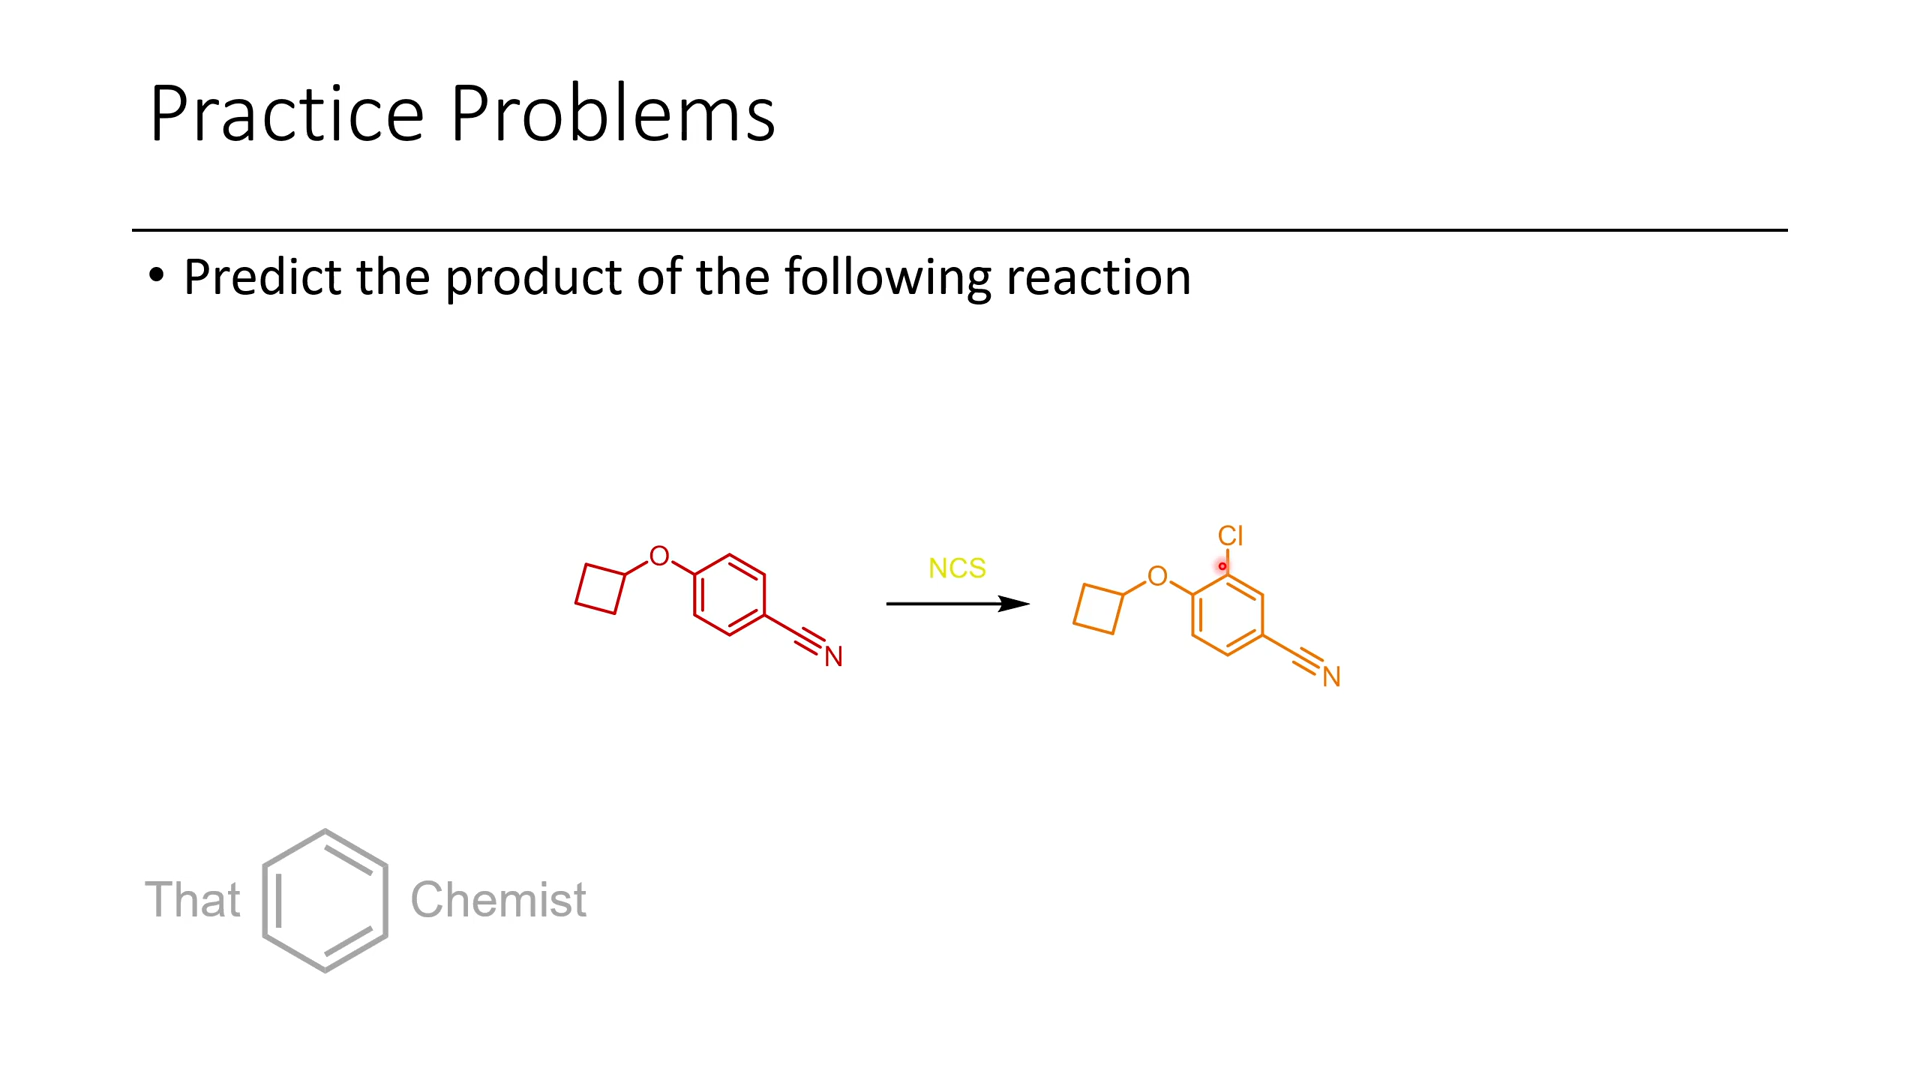 Practice Problems
• Predict the product of the following reaction
O
N
NCS
Cl
O
N
That Chemist